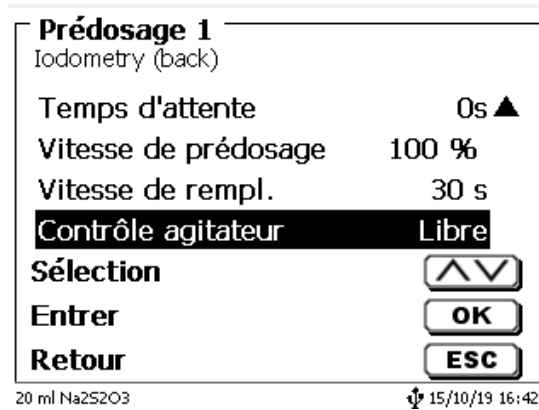 Prédosage 1
Iodometry (back)
Temps d'attente 0s
Vitesse de prédosage 100 %
Vitesse de rempl. 30 s
Contrôle agitateur Libre
Sélection
Entrer OK
Retour ESC
20 ml Na2S2O3 15/10/19 16:42